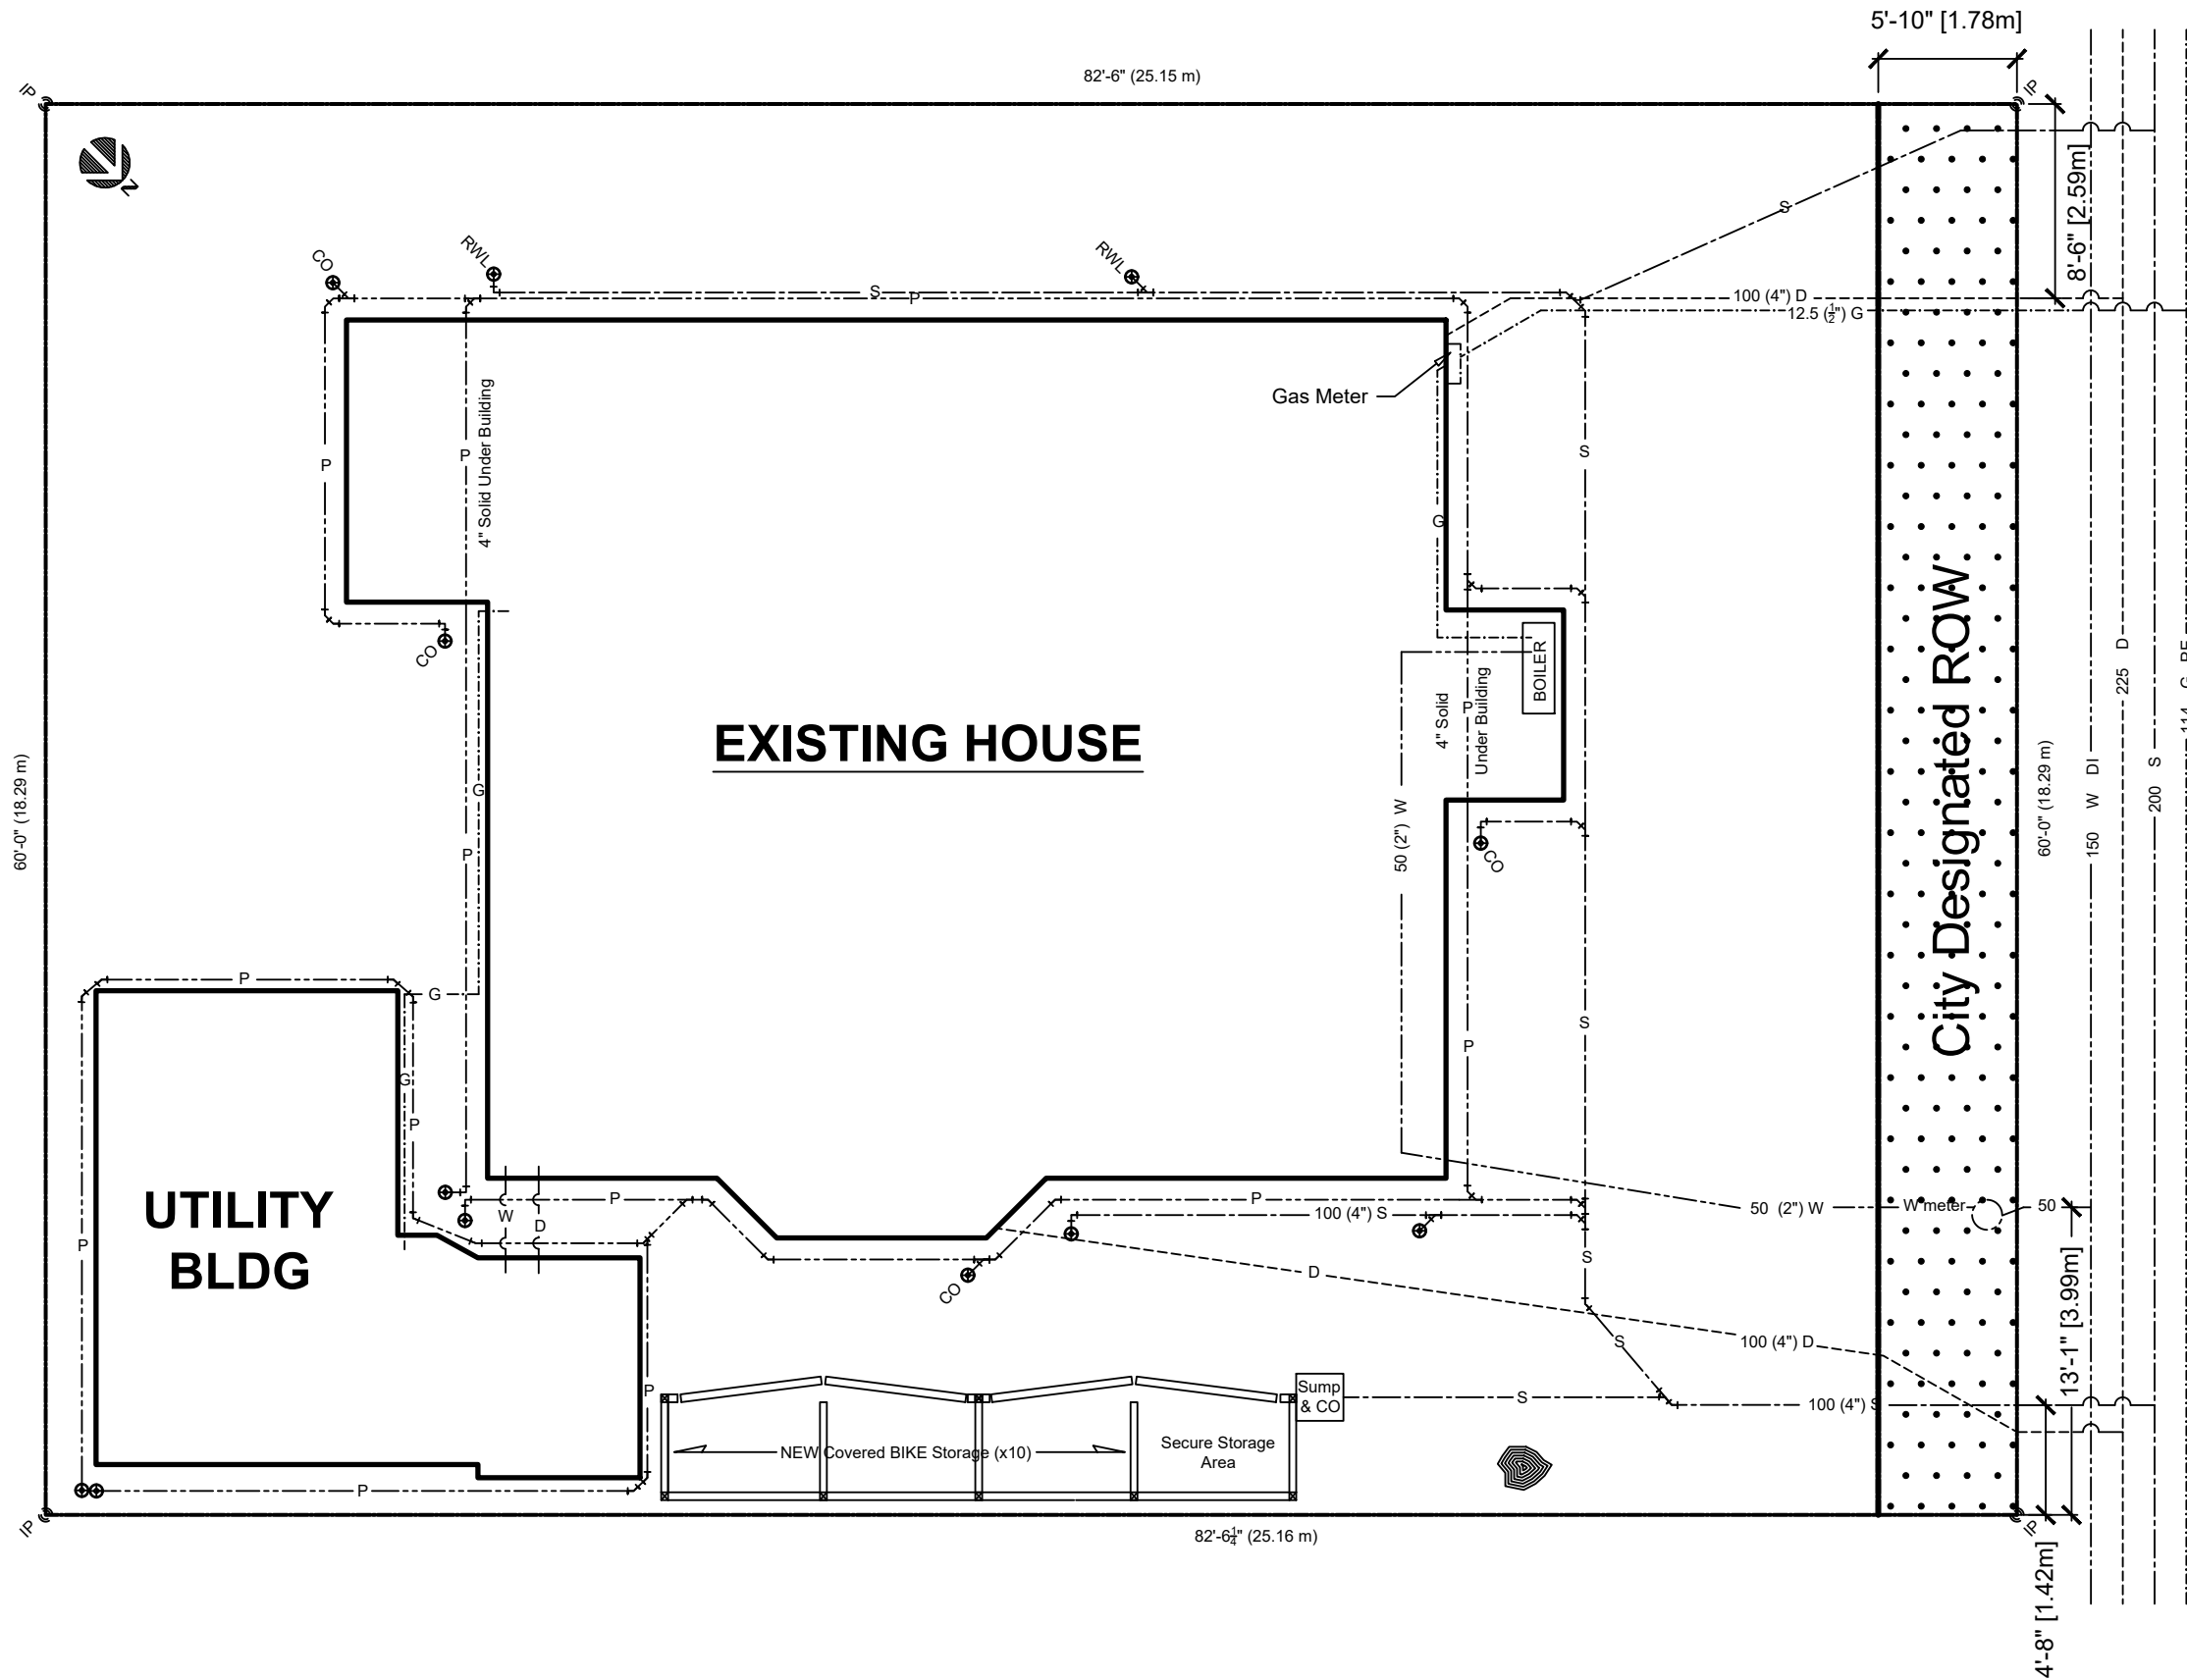 5'-10" [1.78m]
82'-6" (25.15 m)
IP
IP
N
8'-6" [2.59m]
S
CO
RWL
RWL
S
P
100 (4") D
12.5 (½") G
Gas Meter
P
P
4" Solid Under Building
S
G
CO
BOILER
4" Solid
Under Building
P
EXISTING HOUSE
City Designated ROW.
60'-0" (18.29 m)
60'-0" (18.29 m)
150 W DI
225 D
200 S
G
50 (2") W
G
P
CO
P
G
S
P
G
P
UTILITY
BLDG
P
P
W
D
P
100 (4") S
50 (2") W
W meter
50
S
D
CO
13'-1" [3.99m]
100 (4") D
S
P
Sump
& CO
S
100 (4") S
NEW Covered BIKE Storage (x10)
Secure Storage
Area
P
IP
IP
82'-6¼" (25.16 m)
4'-8" [1.42m]